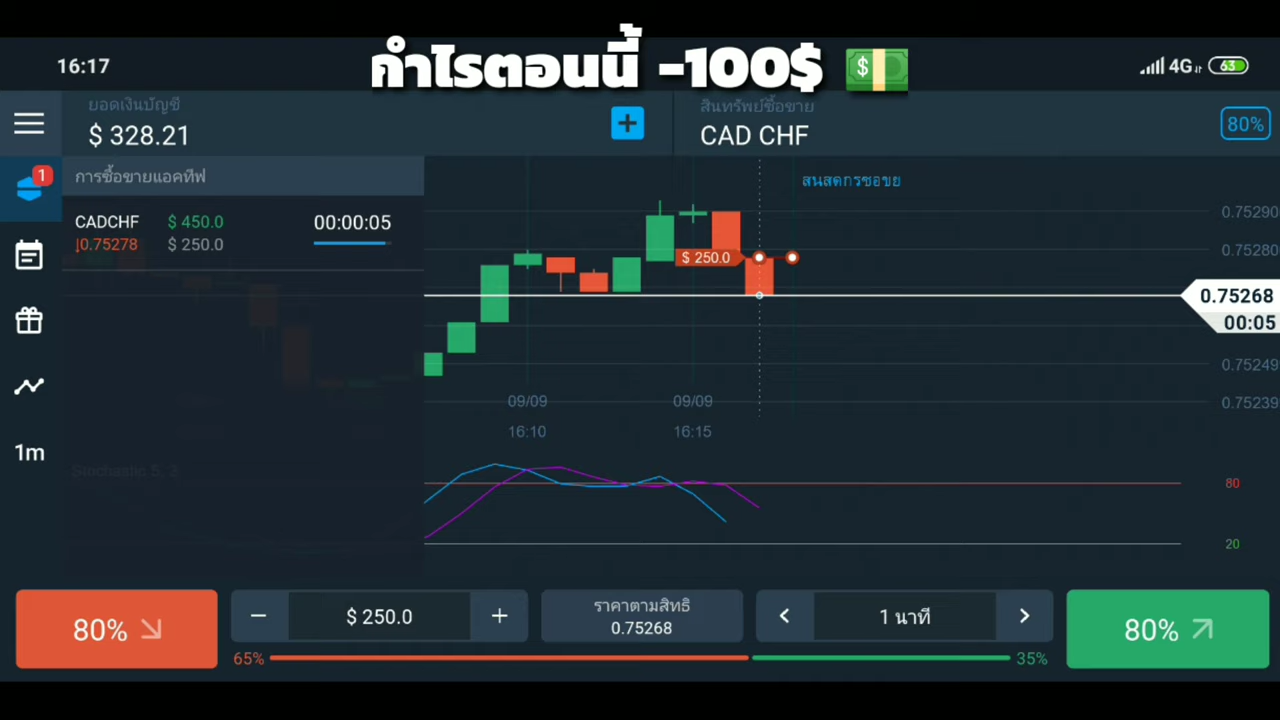 กำไรตอนนี้ -100$
16:17
4G
63
ยอดเงินบัญชี
$ 328.21
สินทรัพย์ซื้อขาย
CAD CHF
80%
1
การซื้อขายแอคทีฟ
CADCHF
$ 450.0
00:00:05
0.75278
$ 250.0
$ 250.0
0.75290
0.75280
0.75268
00:05
0.75249
0.75239
09/09
09/09
16:10
16:15
1m
Stochastic 5, 2
80
20
80%
$ 250.0
ราคาตามสิทธิ
0.75268
1 นาที
80%
65%
35%